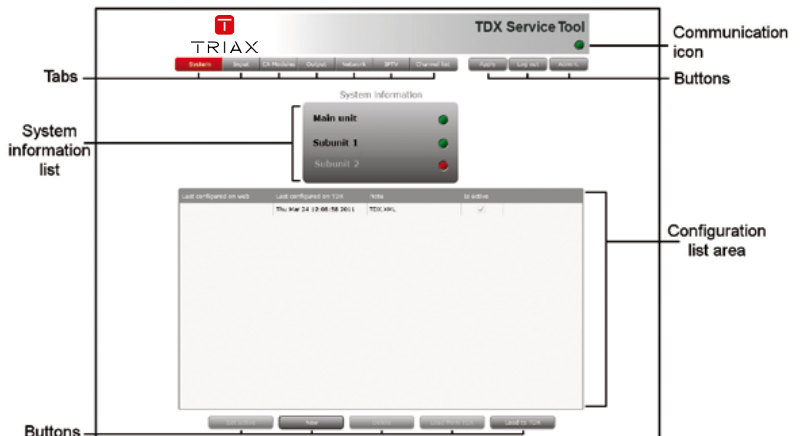 TRIAX
TDX Service Tool
Communication
icon
System Input CA Modules Output Network IPTV Channel list
Apply Log out Admin.
Tabs
Buttons
System Information
System
information
list
Main unit
Subunit 1
Subunit 2
Last configured on web Last configured on TDX Note Is active
Thu Mar 24 12:08:58 2011 TDX.XML
Configuration
list area
New
Load to TDX
Buttons